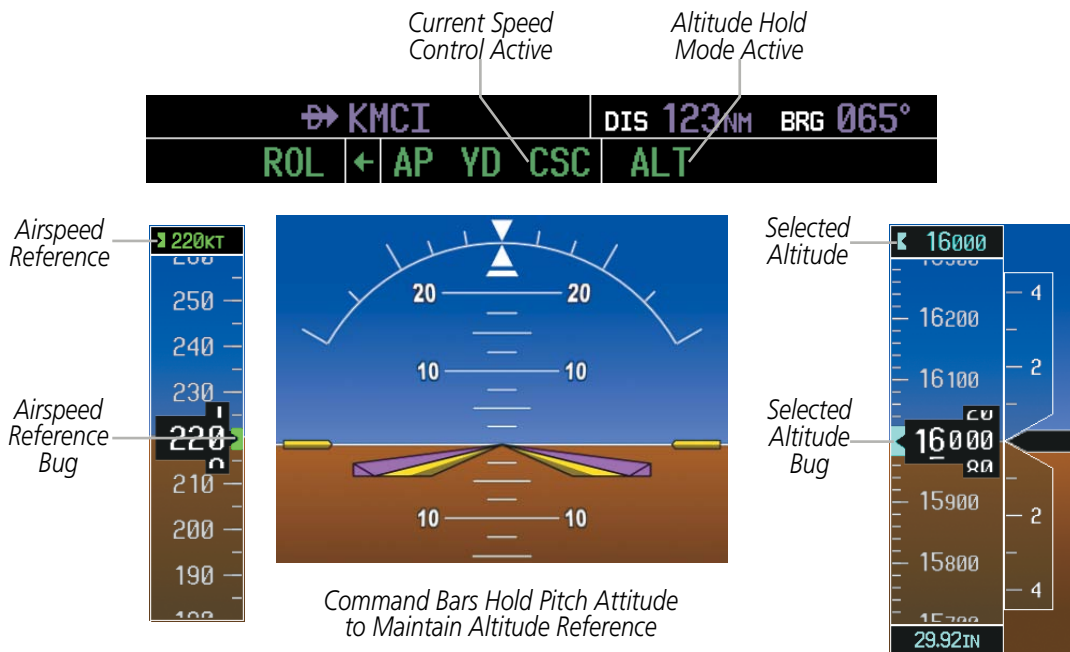 Current Speed
Control Active
Altitude Hold
Mode Active
KMCI DIS 123NM BRG 065°
ROL AP YD CSC ALT
Airspeed
Reference
220KT
250
240
230
Airspeed
Reference
Bug
220
210
200
190
20 20
10 10
10 10
Command Bars Hold Pitch Attitude
to Maintain Altitude Reference
Selected
Altitude
16000
16200
16100
Selected
Altitude
Bug
16000
20
80
15900
15800
29.92IN
4
2
2
4